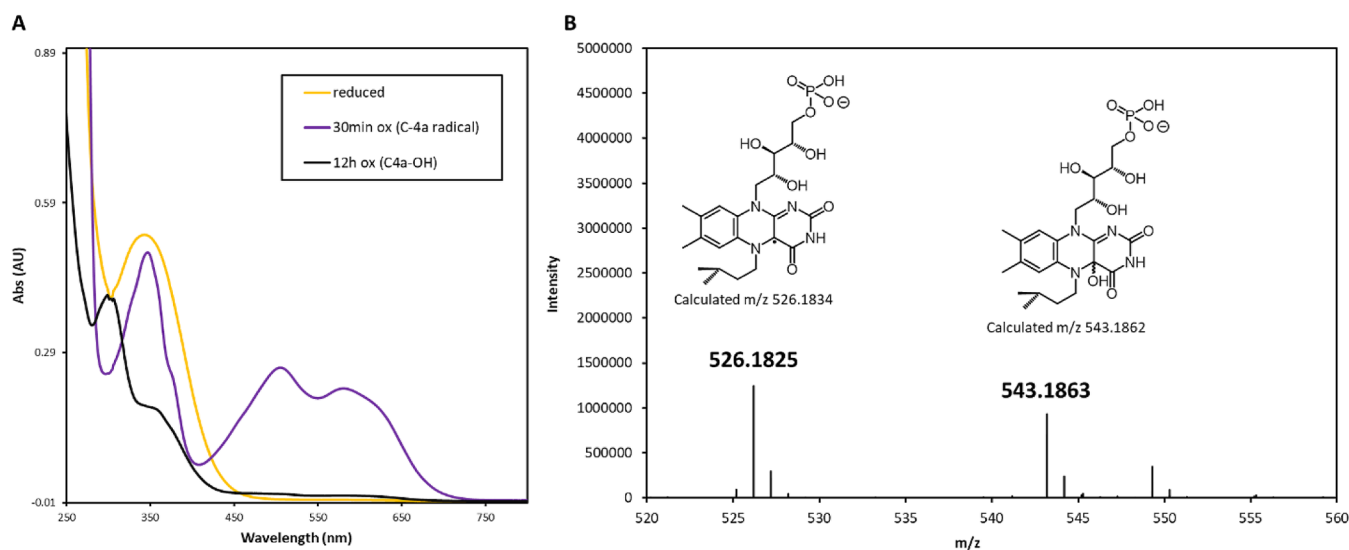 A
0.89
0.59
0.29
-0.01
Abs (AU)
250
350
450
550
650
750
Wavelength (nm)
reduced
30min ox (C-4a radical)
12h ox (C4a-OH)
B
5000000
4500000
4000000
3500000
3000000
2500000
2000000
1500000
1000000
500000
0
Intensity
520
525
530
535
540
545
550
555
560
m/z
O
OH
P
O
O
HO
OH
OH
N
N
O
NH
N
O
Calculated m/z 526.1834
526.1825
O
OH
P
O
O
HO
OH
OH
N
N
O
NH
N
OH
O
Calculated m/z 543.1862
543.1863